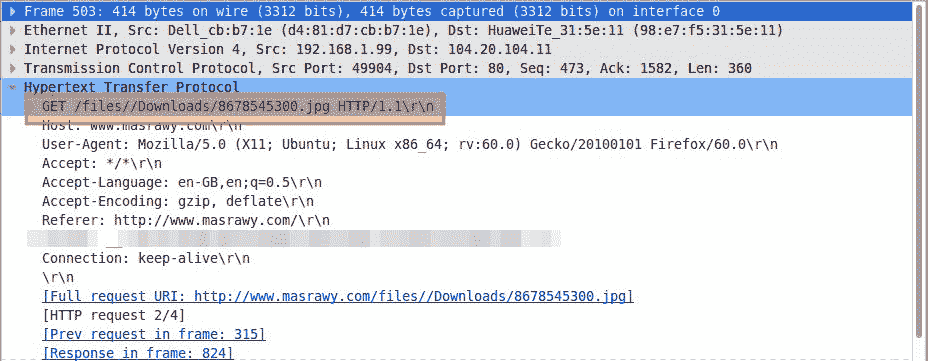 Frame 503: 414 bytes on wire (3312 bits), 414 bytes captured (3312 bits) on interface 0
Ethernet II, Src: Dell_cb:b7:1e (d4:81:d7:cb:b7:1e), Dst: HuaweiTe_31:5e:11 (98:e7:f5:31:5e:11)
Internet Protocol Version 4, Src: 192.168.1.99, Dst: 104.20.104.11
Transmission Control Protocol, Src Port: 49904, Dst Port: 80, Seq: 473, Ack: 1582, Len: 360
Hypertext Transfer Protocol
GET /files//Downloads/8678545300.jpg HTTP/1.1\r\n
Host: www.masrawy.com\r\n
User-Agent: Mozilla/5.0 (X11; Ubuntu; Linux x86_64; rv:60.0) Gecko/20100101 Firefox/60.0\r\n
Accept: */*\r\n
Accept-Language: en-GB,en;q=0.5\r\n
Accept-Encoding: gzip, deflate\r\n
Referer: http://www.masrawy.com/\r\n
Connection: keep-alive\r\n
\r\n
[Full request URI: http://www.masrawy.com/files//Downloads/8678545300.jpg]
[HTTP request 2/4]
[Prev request in frame: 315]
[Response in frame: 824]